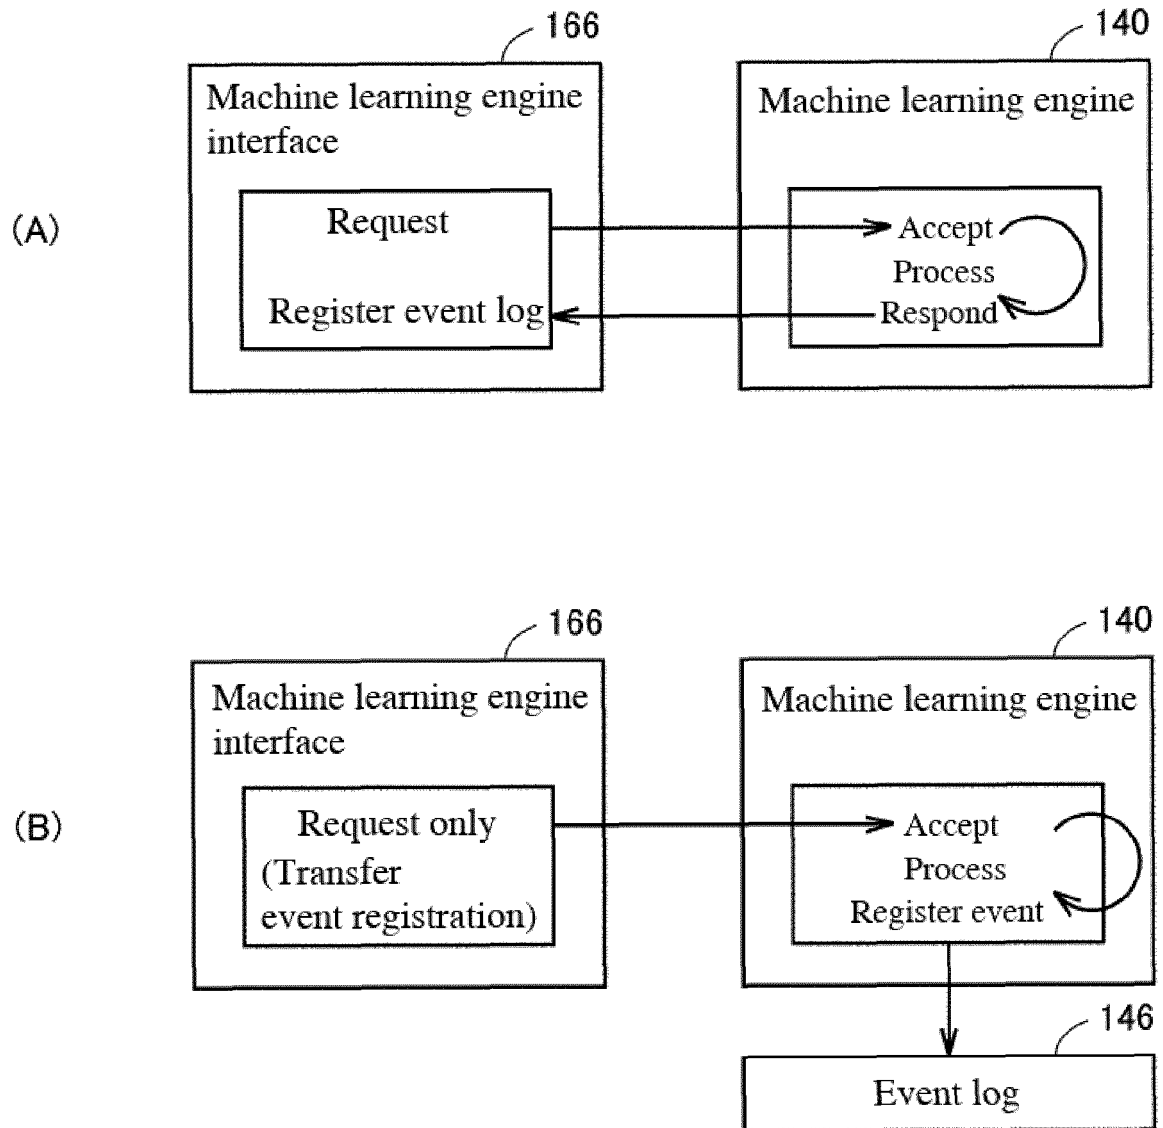 166
140
Machine learning engine
interface
Machine learning engine
(A)
Request
Accept
Process
Register event log
Respond
166
140
Machine learning engine
interface
Machine learning engine
(B)
Request only
(Transfer
event registration)
Accept
Process
Register event
146
Event log